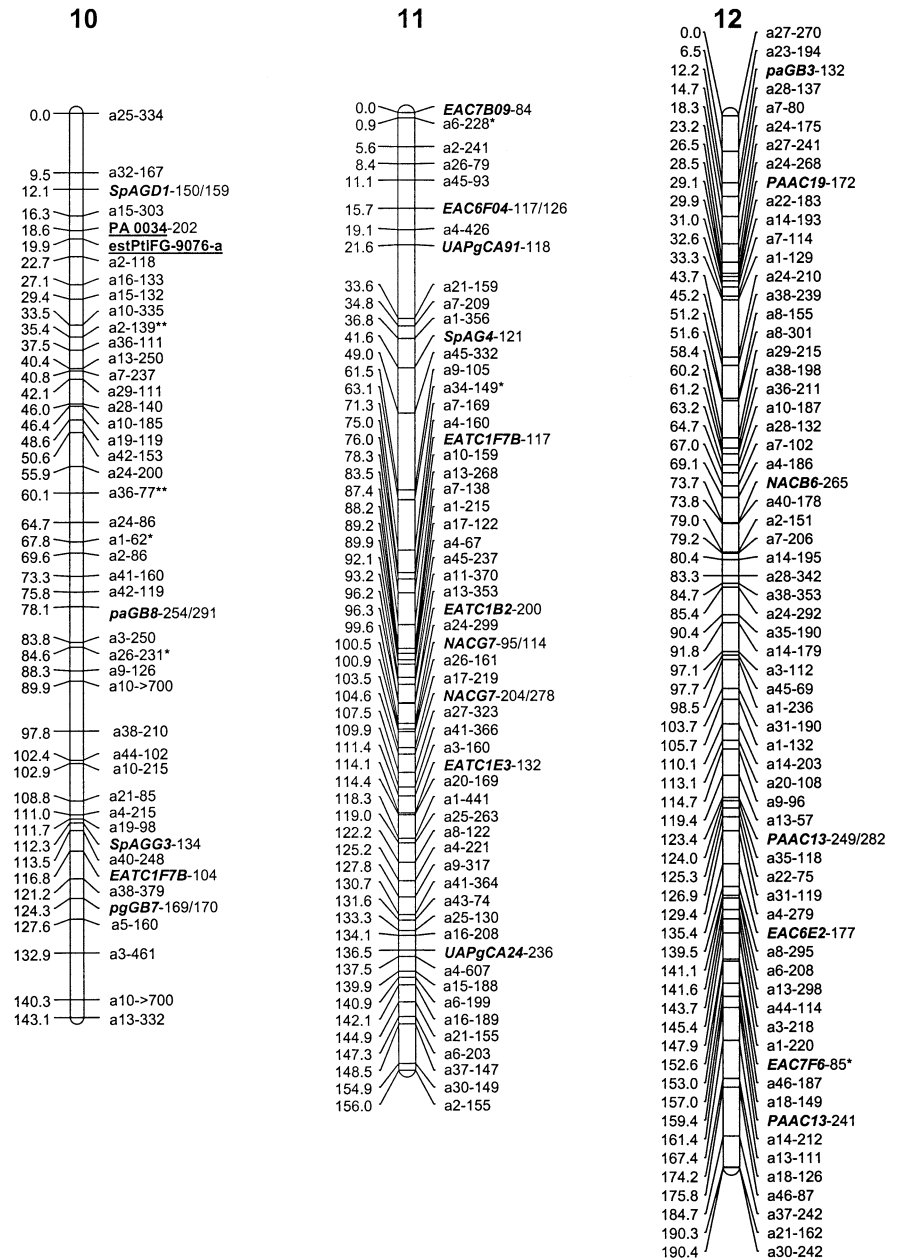 10
0.0 a25-334
9.5 a32-167
12.1 SpAGD1-150/159
16.3 a15-303
18.6 PA 0034-202
19.9 estPtiFG-9076-a
22.7 a2-118
27.1 a16-133
29.4 a15-132
33.5 a10-335
35.4 a2-139**
37.5 a36-111
40.4 a13-250
40.8 a7-237
42.1 a29-111
46.0 a28-140
46.4 a10-185
48.6 a19-119
50.6 a42-153
55.9 a24-200
60.1 a36-77**
64.7 a24-86
67.8 a1-62*
69.6 a2-86
73.3 a41-160
75.8 a42-119
78.1 paGB8-254/291
83.8 a3-250
84.6 a26-231*
88.3 a9-126
89.9 a10->700
97.8 a38-210
102.4 a44-102
102.9 a10-215
108.8 a21-85
111.0 a4-215
111.7 a19-98
112.3 SpAGG3-134
113.5 a40-248
116.8 EATC1F7B-104
121.2 a38-379
124.3 pgGB7-169/170
127.6 a5-160
132.9 a3-461
140.3 a10->700
143.1 a13-332
11
0.0 EAC7B09-84
0.9 a6-228*
5.6 a2-241
8.4 a26-79
11.1 a45-93
15.7 EAC6F04-117/126
19.1 a4-426
21.6 UAPgCA91-118
33.6 a21-159
34.8 a7-209
36.8 a1-356
41.6 SpAG4-121
49.0 a45-332
61.5 a9-105
63.1 a34-149*
71.3 a7-169
75.0 a4-160
76.0 EATC1F7B-117
78.3 a10-159
83.5 a13-268
87.4 a7-138
88.2 a1-215
89.2 a17-122
89.9 a4-67
92.1 a45-237
93.2 a11-370
96.2 a13-353
96.3 EATC1B2-200
99.6 a24-299
100.5 NACG7-95/114
100.9 a26-161
103.5 a17-219
104.6 NACG7-204/278
107.5 a27-323
109.9 a41-366
111.4 a3-160
114.1 EATC1E3-132
114.4 a20-169
118.3 a1-441
119.0 a25-263
122.2 a8-122
125.2 a4-221
127.8 a9-317
130.7 a41-364
131.6 a43-74
133.3 a25-130
134.1 a16-208
136.5 UAPgCA24-236
137.5 a4-607
139.9 a15-188
140.9 a6-199
142.1 a16-189
144.9 a21-155
147.3 a6-203
148.5 a37-147
154.9 a30-149
156.0 a2-155
12
0.0 a27-270
6.5 a23-194
12.2 paGB3-132
14.7 a28-137
18.3 a7-80
23.2 a24-175
26.5 a27-241
28.5 a24-268
29.1 PAAC19-172
29.9 a22-183
31.0 a14-193
32.6 a7-114
33.3 a1-129
43.7 a24-210
45.2 a38-239
51.2 a8-155
51.6 a8-301
58.4 a29-215
60.2 a38-198
61.2 a36-211
63.2 a10-187
64.7 a28-132
67.0 a7-102
69.1 a4-186
73.7 NACB6-265
73.8 a40-178
79.0 a2-151
79.2 a7-206
80.4 a14-195
83.3 a28-342
84.7 a38-353
85.4 a24-292
90.4 a35-190
91.8 a14-179
97.1 a3-112
97.7 a45-69
98.5 a1-236
103.7 a31-190
105.7 a1-132
110.1 a14-203
113.1 a20-108
114.7 a9-96
119.4 a13-57
123.4 PAAC13-249/282
124.0 a35-118
125.3 a22-75
126.9 a31-119
129.4 a4-279
135.4 EAC6E2-177
139.5 a8-295
141.1 a6-208
141.6 a13-298
143.7 a44-114
145.4 a3-218
147.9 a1-220
152.6 EAC7F6-85*
153.0 a46-187
157.0 a18-149
159.4 PAAC13-241
161.4 a14-212
167.4 a13-111
174.2 a18-126
175.8 a46-87
184.7 a37-242
190.3 a21-162
190.4 a30-242